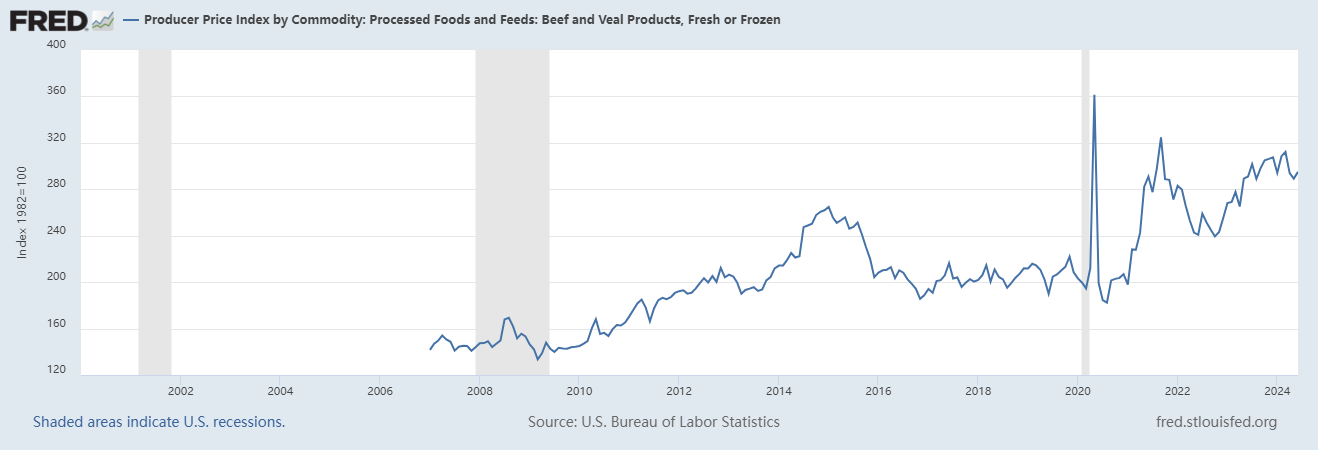 FRED
Producer Price Index by Commodity: Processed Foods and Feeds: Beef and Veal Products, Fresh or Frozen
400
360
320
280
240
200
160
120
Index 1982=100
2002 2004 2006 2008 2010 2012 2014 2016 2018 2020 2022 2024
Shaded areas indicate U.S. recessions. Source: U.S. Bureau of Labor Statistics fred.stlouisfed.org